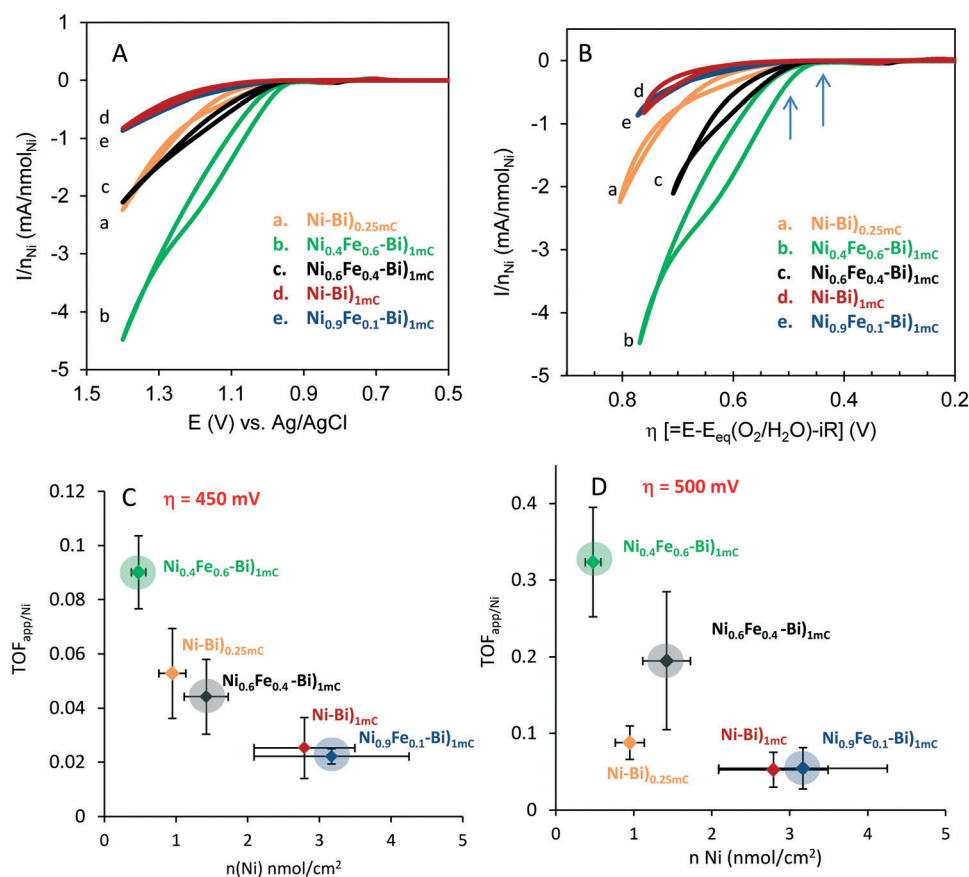 A
1
0
-1
-2
-3
-4
-5
I/nNi (mA/nmolNi)
d
e
c
a
b
a. Ni-Bi)0.25mC
b. Ni0.4Fe0.6-Bi)1mC
c. Ni0.6Fe0.4-Bi)1mC
d. Ni-Bi)1mC
e. Ni0.9Fe0.1-Bi)1mC
1.5 1.3 1.1 0.9 0.7 0.5
E (V) vs. Ag/AgCl
B
1
0
-1
-2
-3
-4
-5
I/nNi (mA/nmolNi)
d
e
a
c
b
a. Ni-Bi)0.25mC
b. Ni0.4Fe0.6-Bi)1mC
c. Ni0.6Fe0.4-Bi)1mC
d. Ni-Bi)1mC
e. Ni0.9Fe0.1-Bi)1mC
0.8 0.6 0.4 0.2
η [=E-Eeq(O2/H2O)-iR] (V)
C η = 450 mV
0.12
0.1
0.08
0.06
0.04
0.02
0
TOFapp/Ni
Ni0.4Fe0.6-Bi)1mC
Ni-Bi)0.25mC
Ni0.6Fe0.4 -Bi)1mC
Ni-Bi)1mC
Ni0.9Fe0.1-Bi)1mC
0 1 2 3 4 5
n(Ni) nmol/cm2
D η = 500 mV
0.4
0.3
0.2
0.1
0
TOFapp/Ni
Ni0.4Fe0.6-Bi)1mC
Ni0.6Fe0.4 -Bi)1mC
Ni-Bi)0.25mC
Ni-Bi)1mC
Ni0.9Fe0.1-Bi)1mC
0 1 2 3 4 5
n Ni (nmol/cm2)